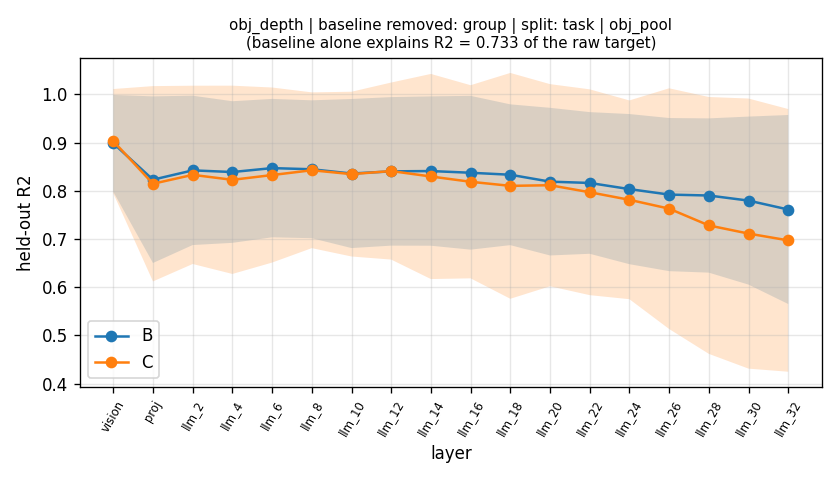 obj_depth | baseline removed: group | split: task | obj_pool
(baseline alone explains R2 = 0.733 of the raw target)
held-out R2
1.0
0.9
0.8
0.7
0.6
0.5
0.4
B
C
vision
proj
llm_2
llm_4
llm_6
llm_8
llm_10
llm_12
llm_14
llm_16
llm_18
llm_20
llm_22
llm_24
llm_26
llm_28
llm_30
llm_32
layer